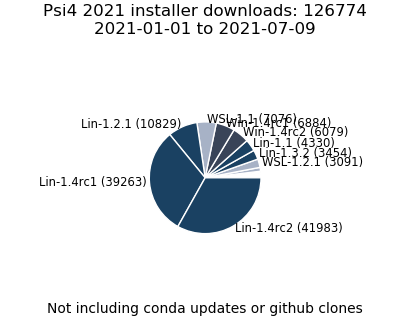 Psi4 2021 installer downloads: 126774
2021-01-01 to 2021-07-09
WSL-1.1 (7076)
Win-1.4rc1 (6884)
Lin-1.2.1 (10829)
Win-1.4rc2 (6079)
Lin-1.1 (4330)
Lin-1.3.2 (3454)
WSL-1.2.1 (3091)
Lin-1.4rc1 (39263)
Lin-1.4rc2 (41983)
Not including conda updates or github clones